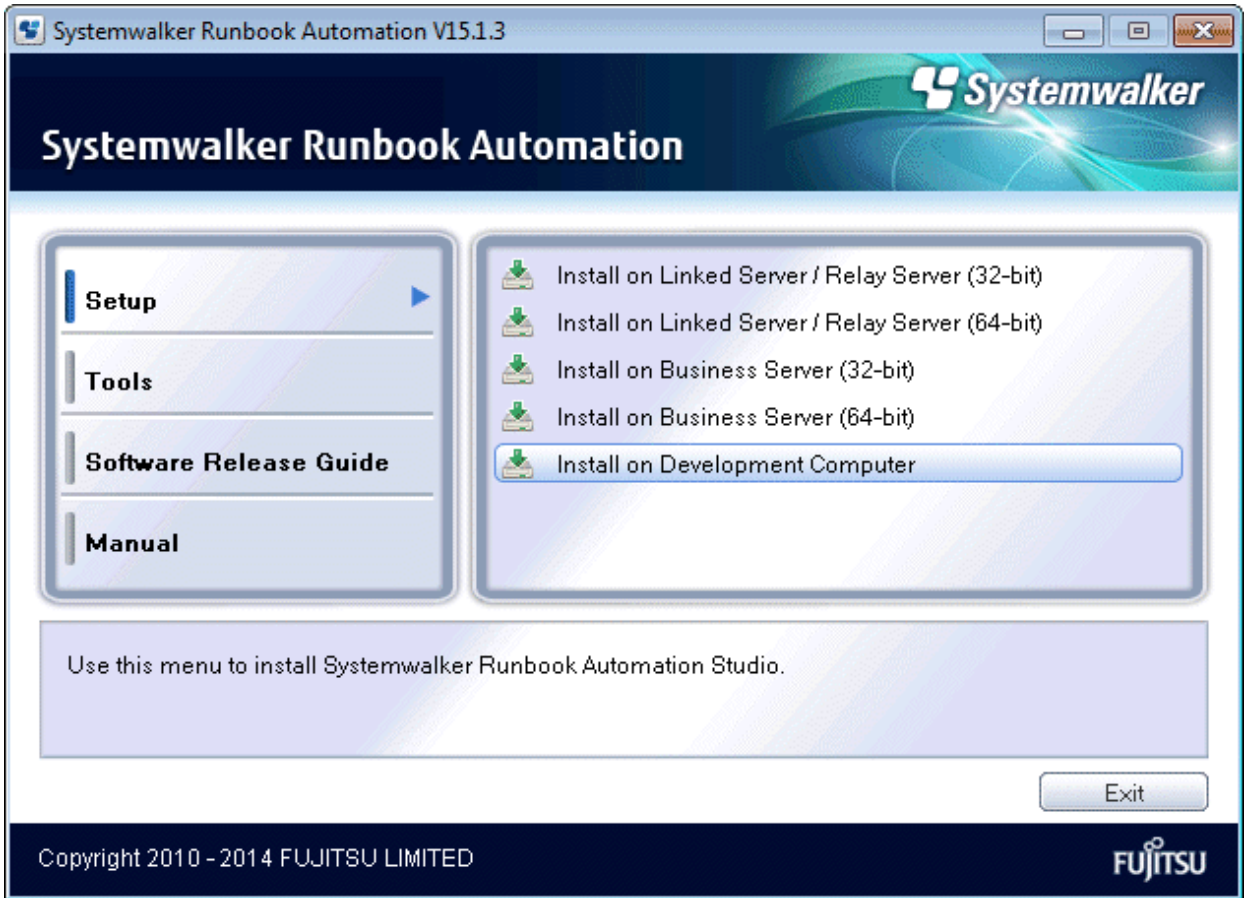 Systemwalker Runbook Automation V15.1.3
Systemwalker
Systemwalker Runbook Automation
Setup
Tools
Software Release Guide
Manual
Install on Linked Server / Relay Server (32-bit)
Install on Linked Server / Relay Server (64-bit)
Install on Business Server (32-bit)
Install on Business Server (64-bit)
Install on Development Computer
Use this menu to install Systemwalker Runbook Automation Studio.
Exit
Copyright 2010 - 2014 FUJITSU LIMITED
FUJITSU